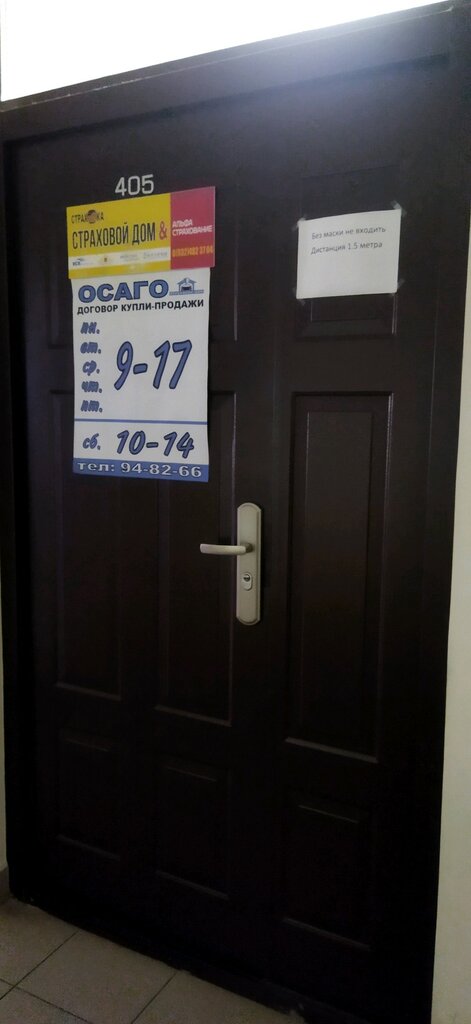 405
СТРАХОВКА
СТРАХОВОЙ ДОМ &
АЛЬФА
СТРАХОВАНИЕ
ОСАГО
ДОГОВОР КУПЛИ-ПРОДАЖИ
пн.
вт.
ср.
чт.
пт.
9-17
сб. 10-14
тел: 94-82-66
Без маски не входить
Дистанция 1.5 метра